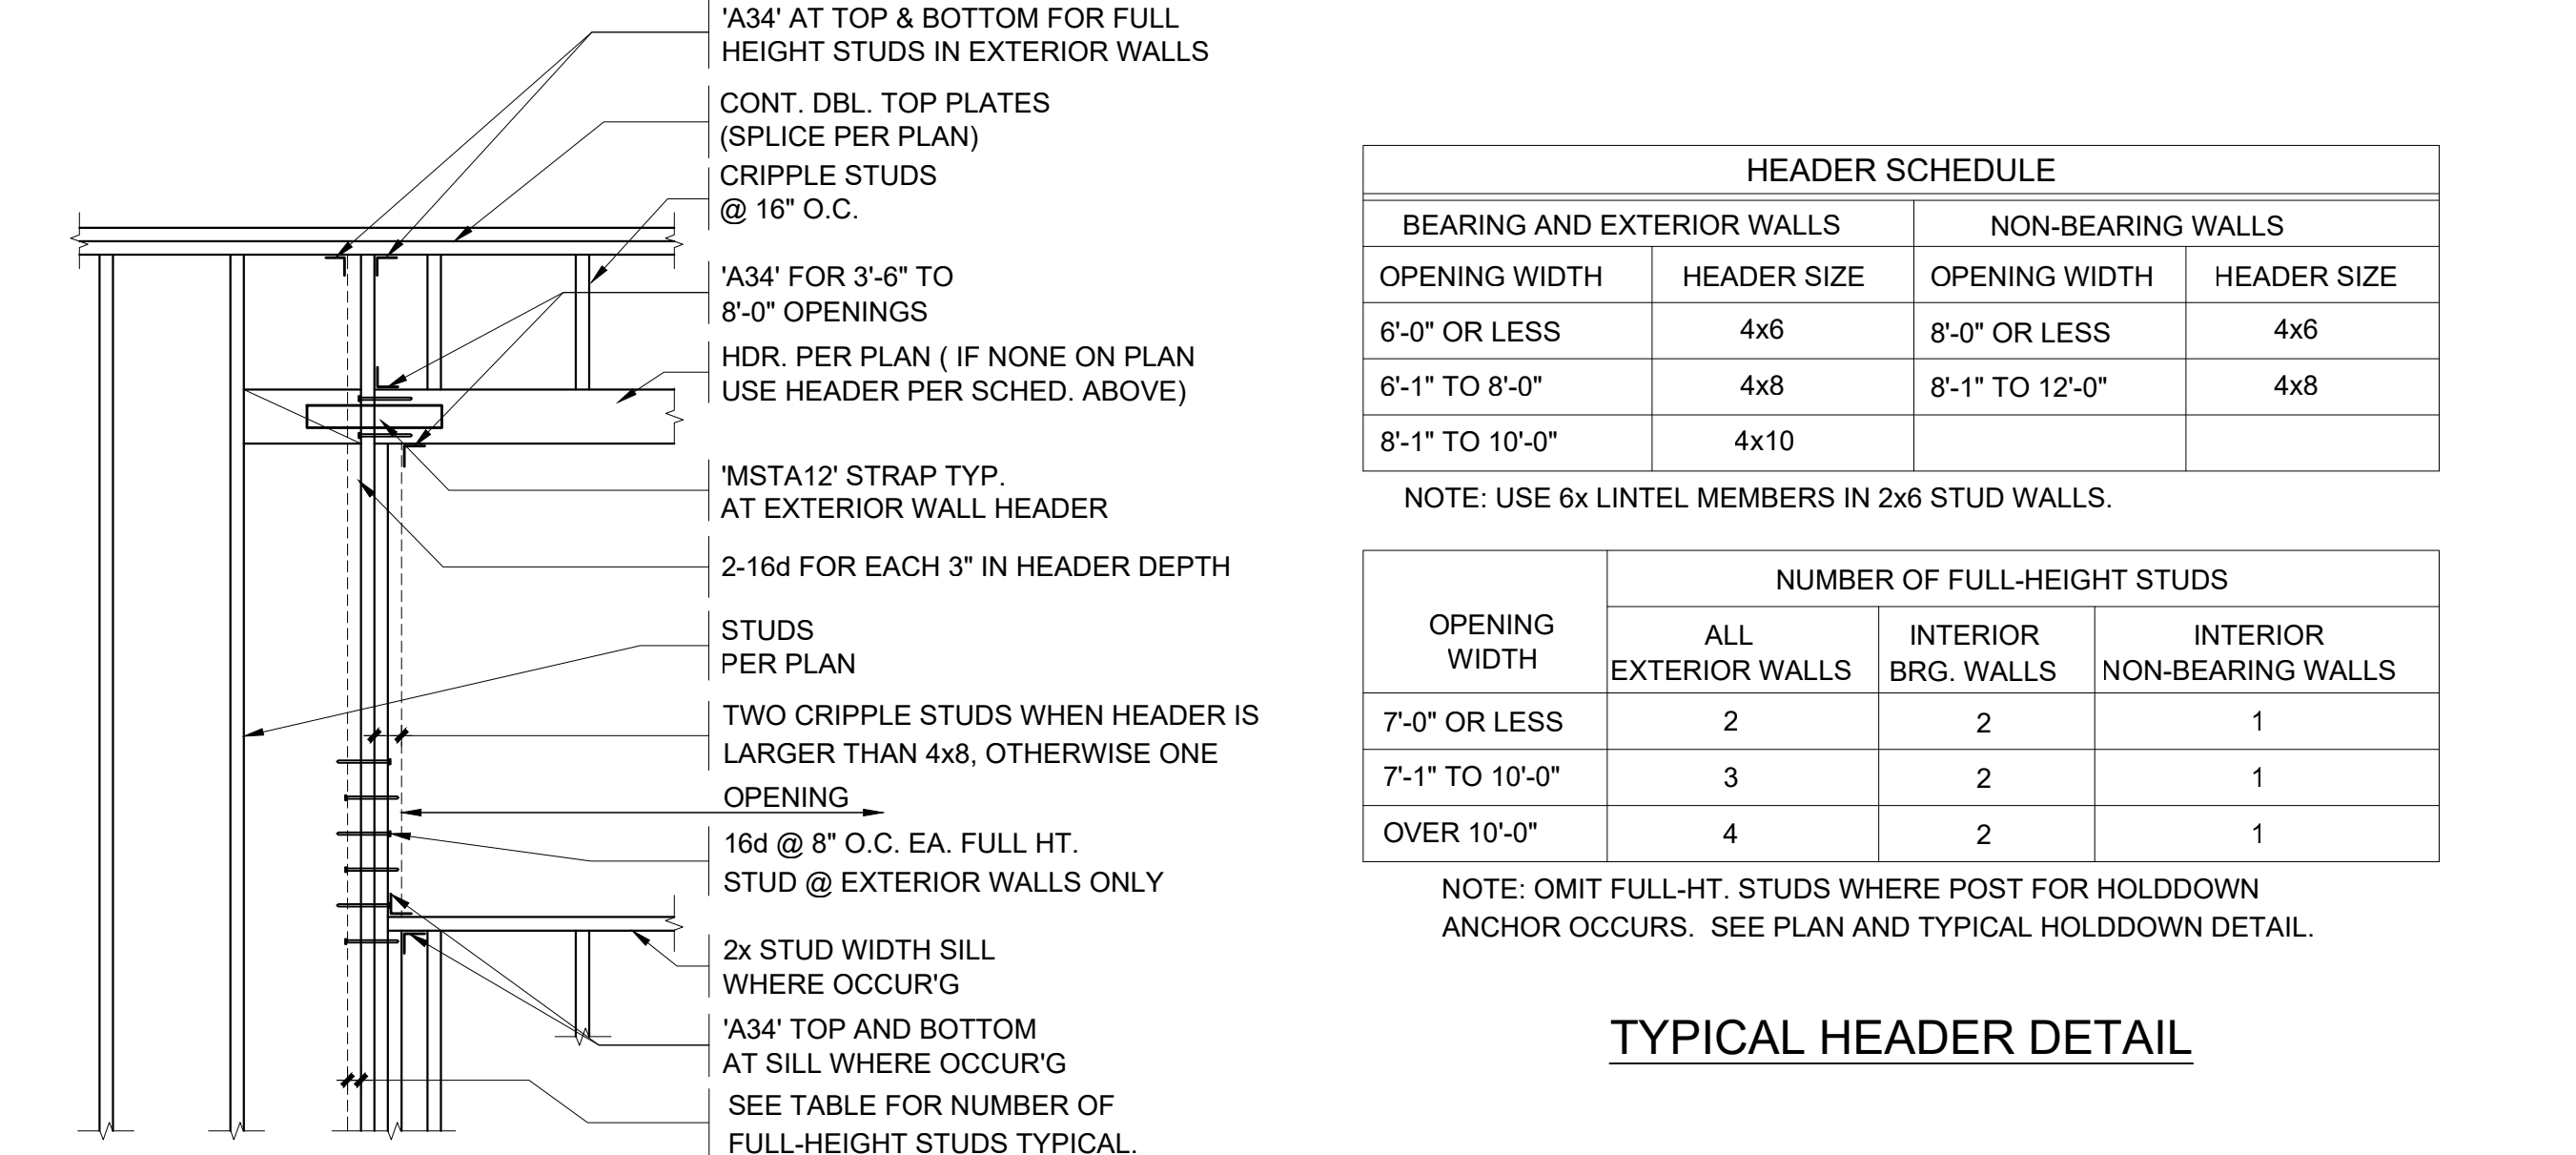 'A34' AT TOP & BOTTOM FOR FULL
HEIGHT STUDS IN EXTERIOR WALLS
CONT. DBL. TOP PLATES
(SPLICE PER PLAN)
CRIPPLE STUDS
@ 16" O.C.
'A34' FOR 3'-6" TO
8'-0" OPENINGS
HDR. PER PLAN ( IF NONE ON PLAN
USE HEADER PER SCHED. ABOVE)
'MSTA12' STRAP TYP.
AT EXTERIOR WALL HEADER
2-16d FOR EACH 3" IN HEADER DEPTH
STUDS
PER PLAN
TWO CRIPPLE STUDS WHEN HEADER IS
LARGER THAN 4x8, OTHERWISE ONE
OPENING
16d @ 8" O.C. EA. FULL HT.
STUD @ EXTERIOR WALLS ONLY
2x STUD WIDTH SILL
WHERE OCCUR'G
'A34' TOP AND BOTTOM
AT SILL WHERE OCCUR'G
SEE TABLE FOR NUMBER OF
FULL-HEIGHT STUDS TYPICAL.
HEADER SCHEDULE
BEARING AND EXTERIOR WALLS NON-BEARING WALLS
OPENING WIDTH HEADER SIZE OPENING WIDTH HEADER SIZE
6'-0" OR LESS 4x6 8'-0" OR LESS 4x6
6'-1" TO 8'-0" 4x8 8'-1" TO 12'-0" 4x8
8'-1" TO 10'-0" 4x10
NOTE: USE 6x LINTEL MEMBERS IN 2x6 STUD WALLS.
NUMBER OF FULL-HEIGHT STUDS
OPENING WIDTH
ALL EXTERIOR WALLS
INTERIOR BRG. WALLS
INTERIOR NON-BEARING WALLS
7'-0" OR LESS 2 2 1
7'-1" TO 10'-0" 3 2 1
OVER 10'-0" 4 2 1
NOTE: OMIT FULL-HT. STUDS WHERE POST FOR HOLDDOWN
ANCHOR OCCURS. SEE PLAN AND TYPICAL HOLDDOWN DETAIL.
TYPICAL HEADER DETAIL